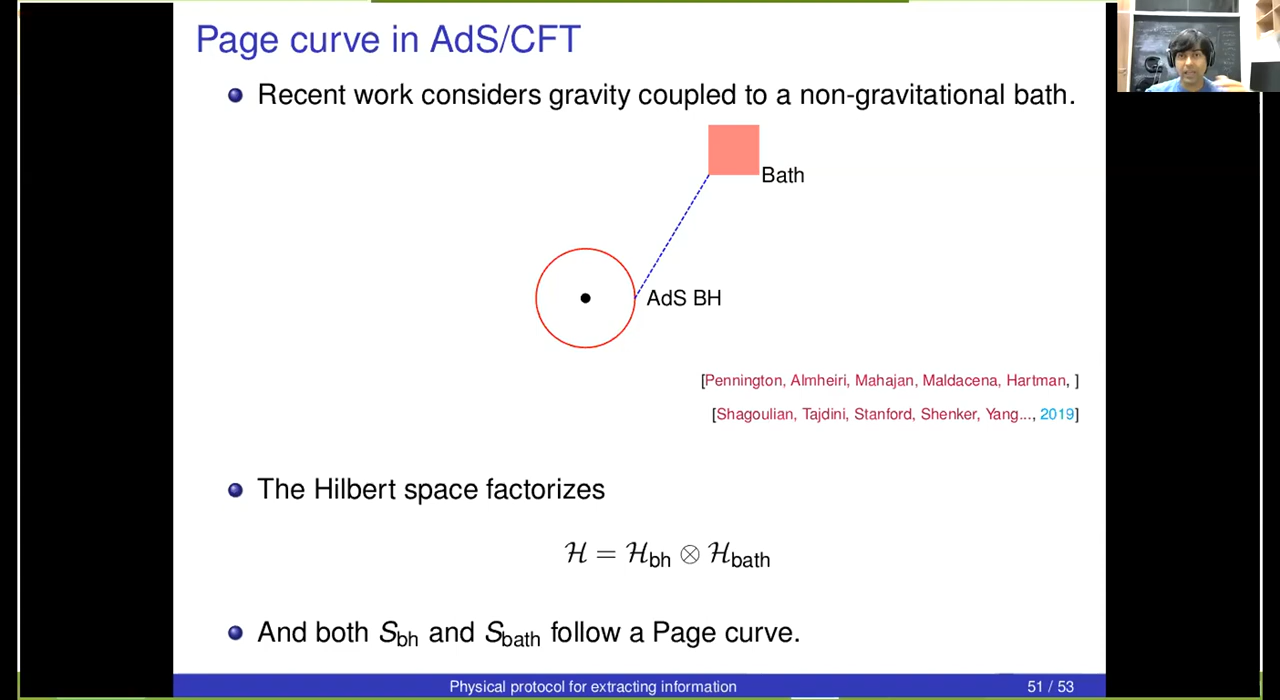 Page curve in AdS/CFT
Recent work considers gravity coupled to a non-gravitational bath.
Bath
AdS BH
[Pennington, Almheiri, Mahajan, Maldacena, Hartman, ]
[Shagoulian, Tajdini, Stanford, Shenker, Yang..., 2019]
The Hilbert space factorizes
ℋ = ℋ_bh ⊗ ℋ_bath
And both S_bh and S_bath follow a Page curve.
Physical protocol for extracting information
51 / 53